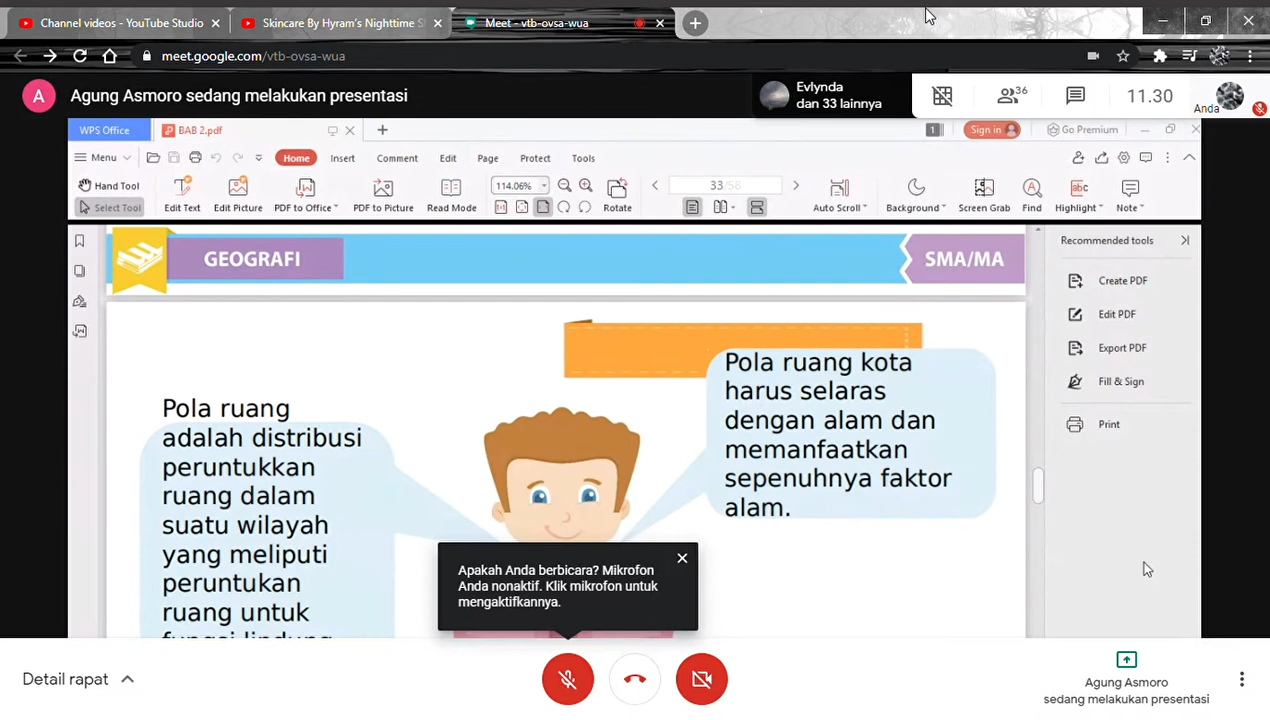 Channel videos - YouTube Studio
Skincare By Hyram's Nighttime S
Meet - vtb-ovsa-wua
meet.google.com/vtb-ovsa-wua
A
Agung Asmoro sedang melakukan presentasi
Evlynda
dan 33 lainnya
36
11.30
Anda
WPS Office
BAB 2.pdf
1
Sign in
Go Premium
Menu
Home
Insert
Comment
Edit
Page
Protect
Tools
Hand Tool
Select Tool
Edit Text
Edit Picture
PDF to Office
PDF to Picture
Read Mode
114.06%
Rotate
33/58
Auto Scroll
Background
Screen Grab
Find
Highlight
Note
GEOGRAFI
SMA/MA
Recommended tools
Create PDF
Edit PDF
Export PDF
Fill & Sign
Print
Pola ruang
adalah distribusi
peruntukkan
ruang dalam
suatu wilayah
yang meliputi
peruntukan
ruang untuk
fungsi lindung
Pola ruang kota
harus selaras
dengan alam dan
memanfaatkan
sepenuhnya faktor
alam.
Apakah Anda berbicara? Mikrofon
Anda nonaktif. Klik mikrofon untuk
mengaktifkannya.
Detail rapat
Agung Asmoro
sedang melakukan presentasi